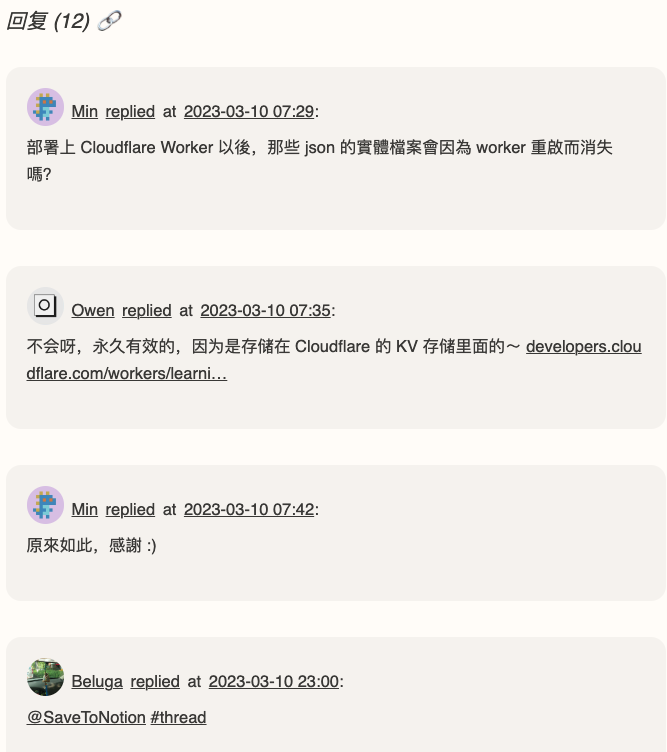 回复 (12) 🔗
Min replied at 2023-03-10 07:29:
部署上 Cloudflare Worker 以後，那些 json 的實體檔案會因為 worker 重啟而消失
嗎?
Owen replied at 2023-03-10 07:35:
不会呀，永久有效的，因为是存储在 Cloudflare 的 KV 存储里面的～ developers.clou
dflare.com/workers/learni…
Min replied at 2023-03-10 07:42:
原來如此，感謝 :)
Beluga replied at 2023-03-10 23:00:
@SaveToNotion #thread